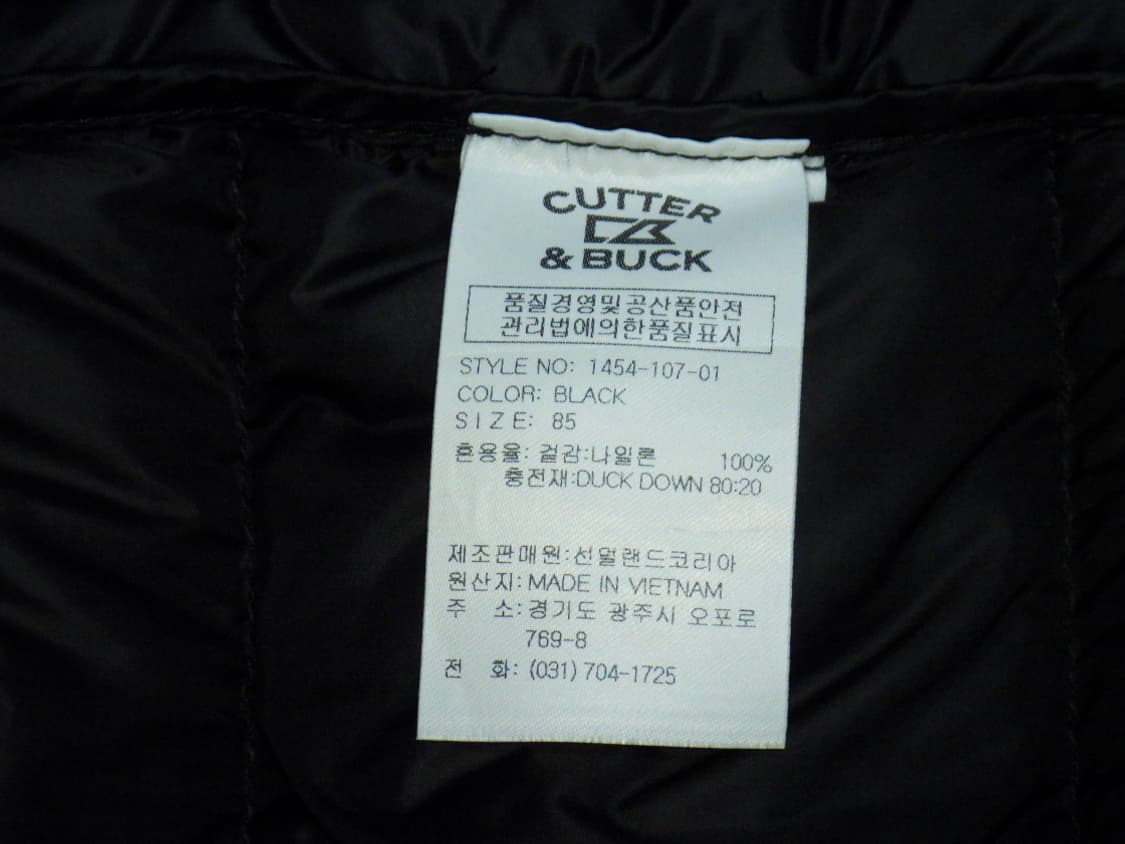 CUTTER
CB
& BUCK
품질경영및공산품안전
관리법에의한품질표시
STYLE NO: 1454-107-01
COLOR: BLACK
SIZE: 85
혼용율: 겉감:나일론 100%
충전재:DUCK DOWN 80:20
제조판매원:선덜랜드코리아
원산지: MADE IN VIETNAM
주 소: 경기도 광주시 오포로
769-8
전 화: (031) 704-1725